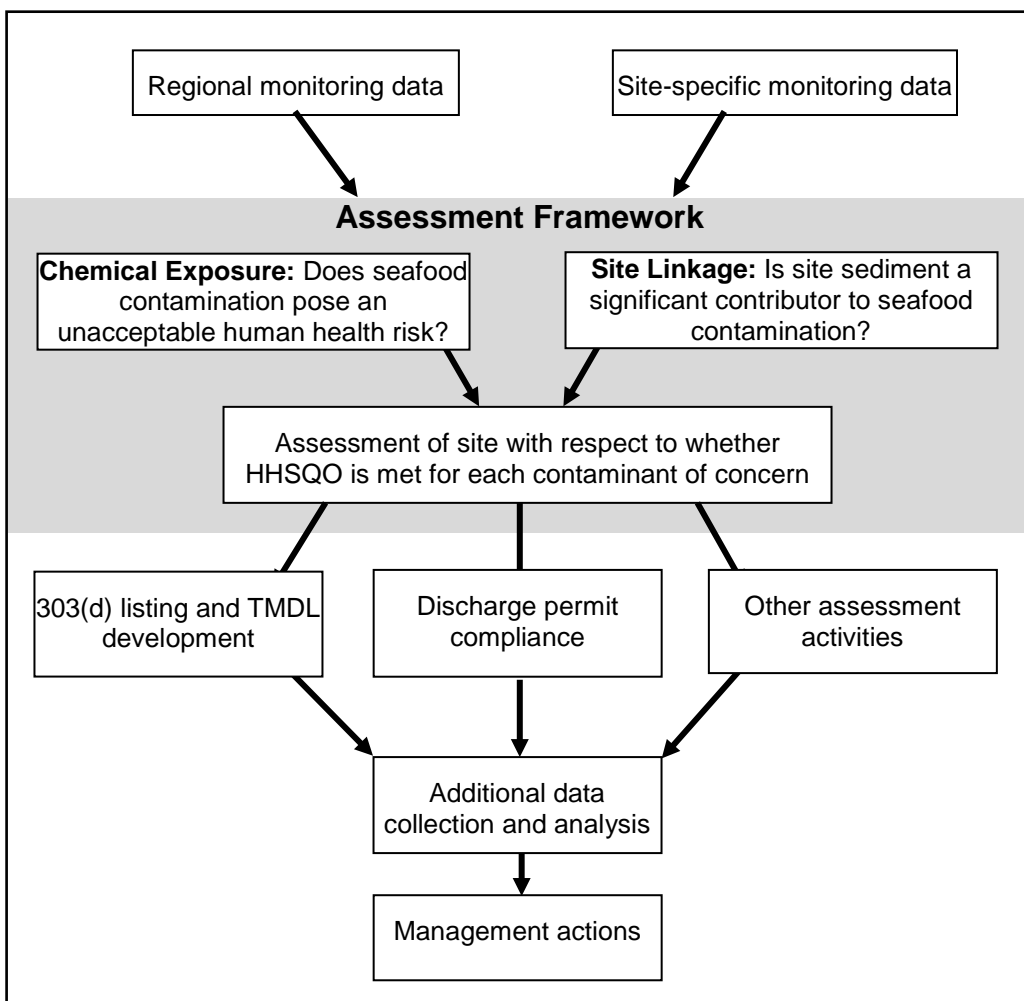 Regional monitoring data
Site-specific monitoring data
Assessment Framework
Chemical Exposure: Does seafood
contamination pose an
unacceptable human health risk?
Site Linkage: Is site sediment a
significant contributor to seafood
contamination?
Assessment of site with respect to whether
HHSQO is met for each contaminant of concern
303(d) listing and TMDL
development
Discharge permit
compliance
Other assessment
activities
Additional data
collection and analysis
Management actions